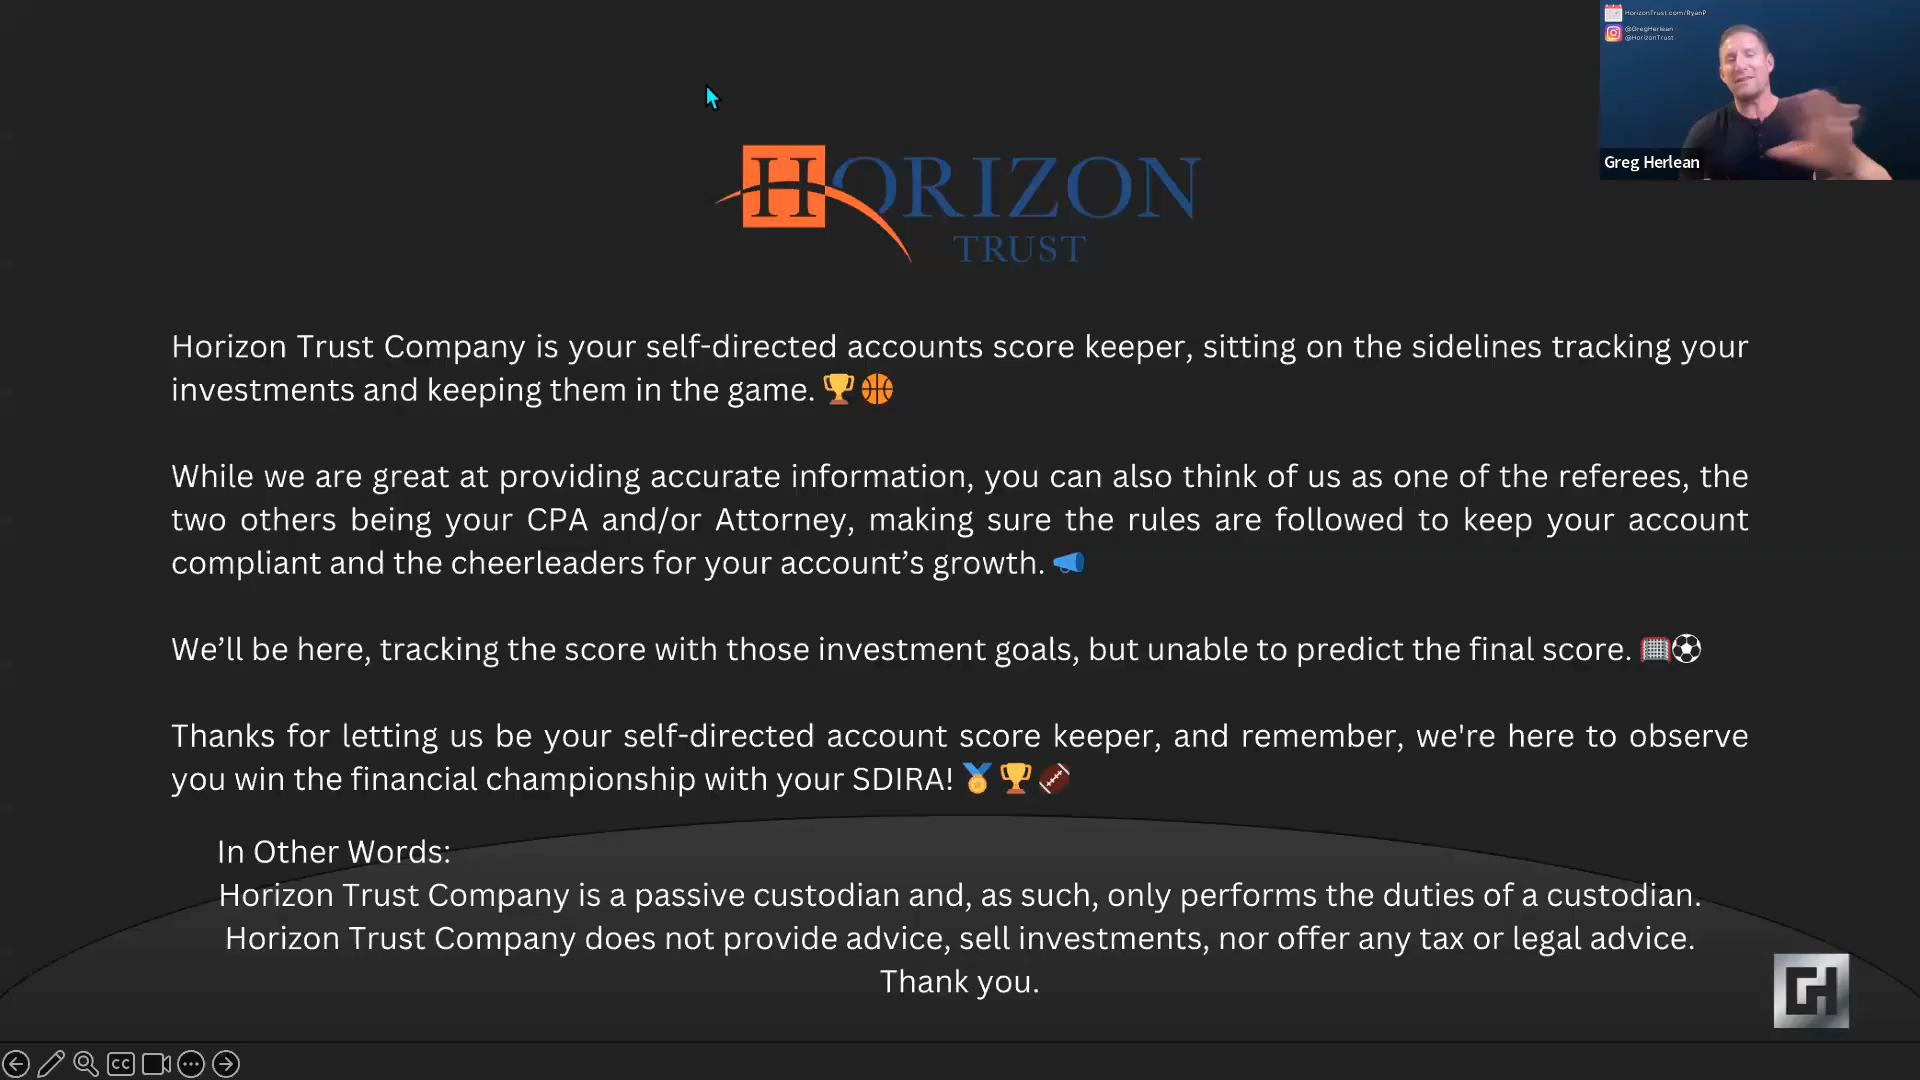 HorizonTrust.com/RyanP
@GregHerlean
@HorizonTrust
Greg Herlean
HORIZON
TRUST
Horizon Trust Company is your self-directed accounts score keeper, sitting on the sidelines tracking your
investments and keeping them in the game. 🏆🏀
While we are great at providing accurate information, you can also think of us as one of the referees, the
two others being your CPA and/or Attorney, making sure the rules are followed to keep your account
compliant and the cheerleaders for your account’s growth. 📣
We’ll be here, tracking the score with those investment goals, but unable to predict the final score. 🥅⚽
Thanks for letting us be your self-directed account score keeper, and remember, we're here to observe
you win the financial championship with your SDIRA! 🏅🏆🏈
In Other Words:
Horizon Trust Company is a passive custodian and, as such, only performs the duties of a custodian.
Horizon Trust Company does not provide advice, sell investments, nor offer any tax or legal advice.
Thank you.
GH
CC